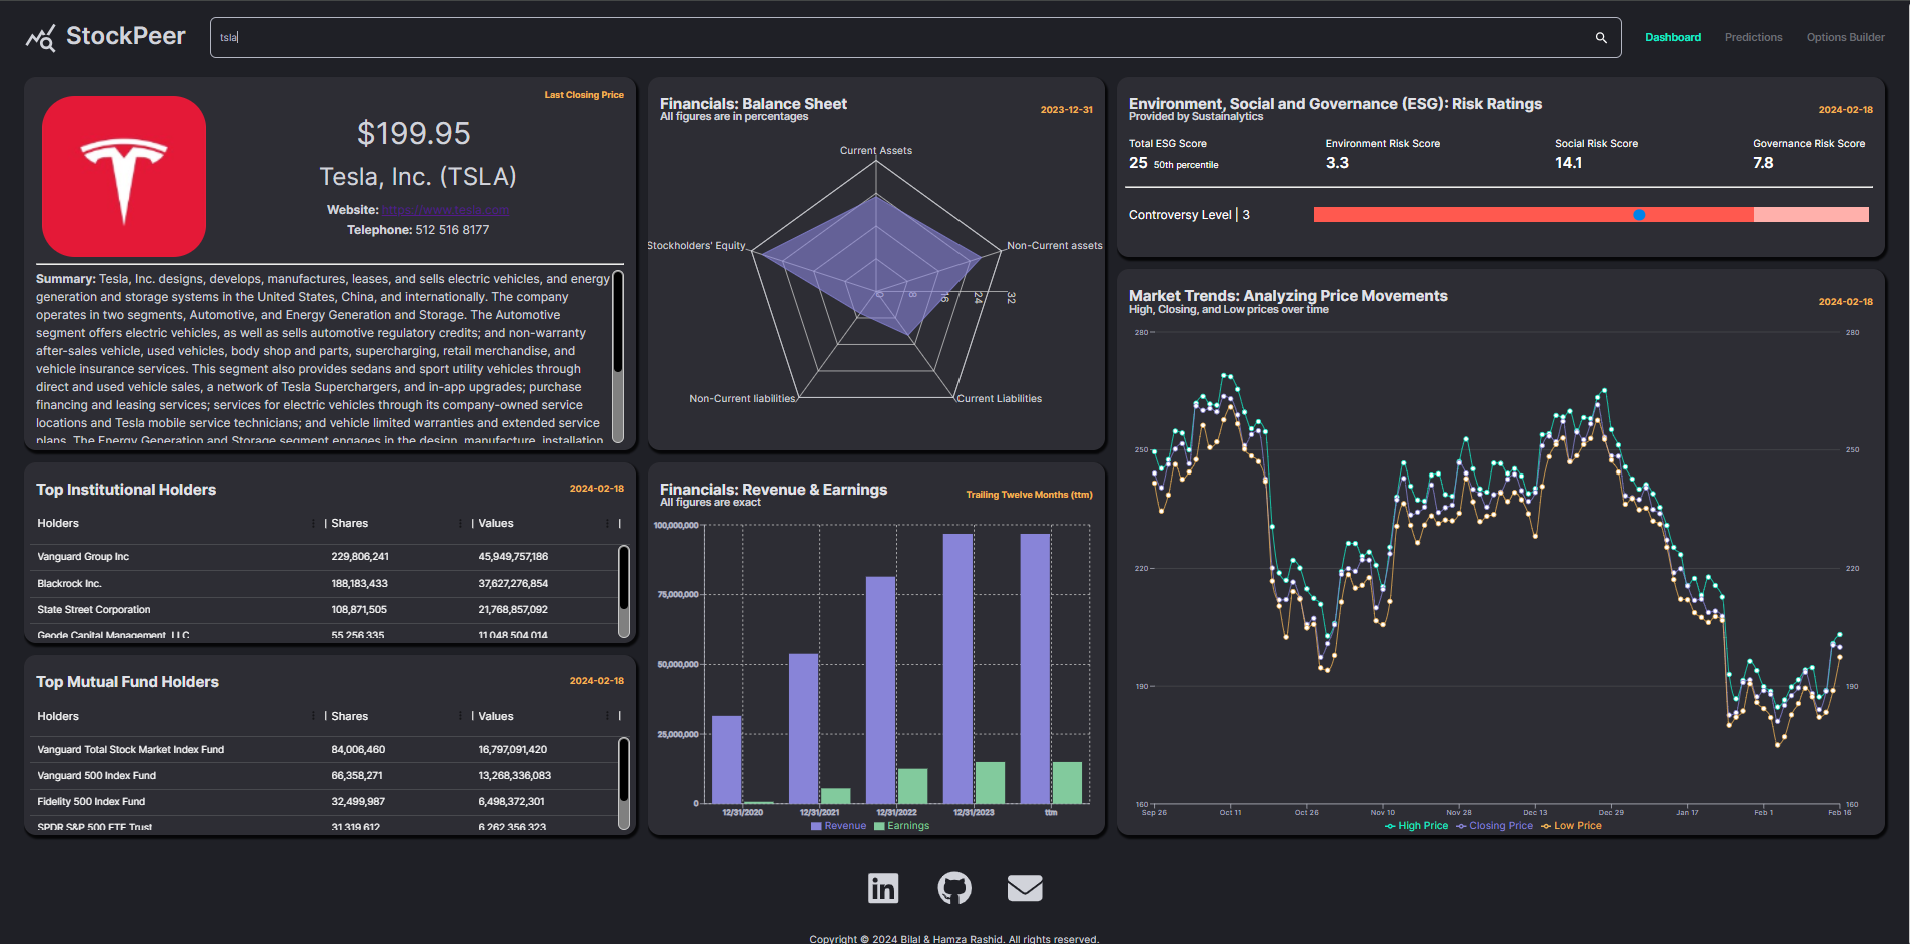 StockPeer
tsla
Dashboard
Predictions
Options Builder
Last Closing Price
$199.95
Tesla, Inc. (TSLA)
Website: https://www.tesla.com
Telephone: 512 516 8177
Summary: Tesla, Inc. designs, develops, manufactures, leases, and sells electric vehicles, and energy
generation and storage systems in the United States, China, and internationally. The company
operates in two segments, Automotive, and Energy Generation and Storage. The Automotive
segment offers electric vehicles, as well as sells automotive regulatory credits; and non-warranty
after-sales vehicle, used vehicles, body shop and parts, supercharging, retail merchandise, and
vehicle insurance services. This segment also provides sedans and sport utility vehicles through
direct and used vehicle sales, a network of Tesla Superchargers, and in-app upgrades; purchase
financing and leasing services; services for electric vehicles through its company-owned service
locations and Tesla mobile service technicians; and vehicle limited warranties and extended service
plans. The Energy Generation and Storage segment engages in the design, manufacture, installation,
Top Institutional Holders
2024-02-18
Holders | Shares | Values |
Vanguard Group Inc 229,806,241 45,949,757,186
Blackrock Inc. 188,183,433 37,627,276,854
State Street Corporation 108,871,505 21,768,857,092
Geode Capital Management, LLC 55,256,335 11,048,504,014
Top Mutual Fund Holders
2024-02-18
Holders | Shares | Values |
Vanguard Total Stock Market Index Fund 84,006,460 16,797,091,420
Vanguard 500 Index Fund 66,358,271 13,268,336,083
Fidelity 500 Index Fund 32,499,987 6,498,372,301
SPDR S&P 500 ETF Trust 31,319,612 6,262,356,323
Financials: Balance Sheet
All figures are in percentages
2023-12-31
Current Assets
Stockholders' Equity
Non-Current assets
0 8 16 24 32
Non-Current liabilities
Current Liabilities
Financials: Revenue & Earnings
All figures are exact
Trailing Twelve Months (ttm)
100,000,000
75,000,000
50,000,000
25,000,000
0
12/31/2020 12/31/2021 12/31/2022 12/31/2023 ttm
Revenue Earnings
Environment, Social and Governance (ESG): Risk Ratings
Provided by Sustainalytics
2024-02-18
Total ESG Score
25 50th percentile
Environment Risk Score
3.3
Social Risk Score
14.1
Governance Risk Score
7.8
Controversy Level | 3
Market Trends: Analyzing Price Movements
High, Closing, and Low prices over time
2024-02-18
280 280
250 250
220 220
190 190
160 160
Sep 26 Oct 11 Oct 26 Nov 10 Nov 28 Dec 13 Dec 29 Jan 17 Feb 1 Feb 16
High Price Closing Price Low Price
Copyright © 2024 Bilal & Hamza Rashid. All rights reserved.